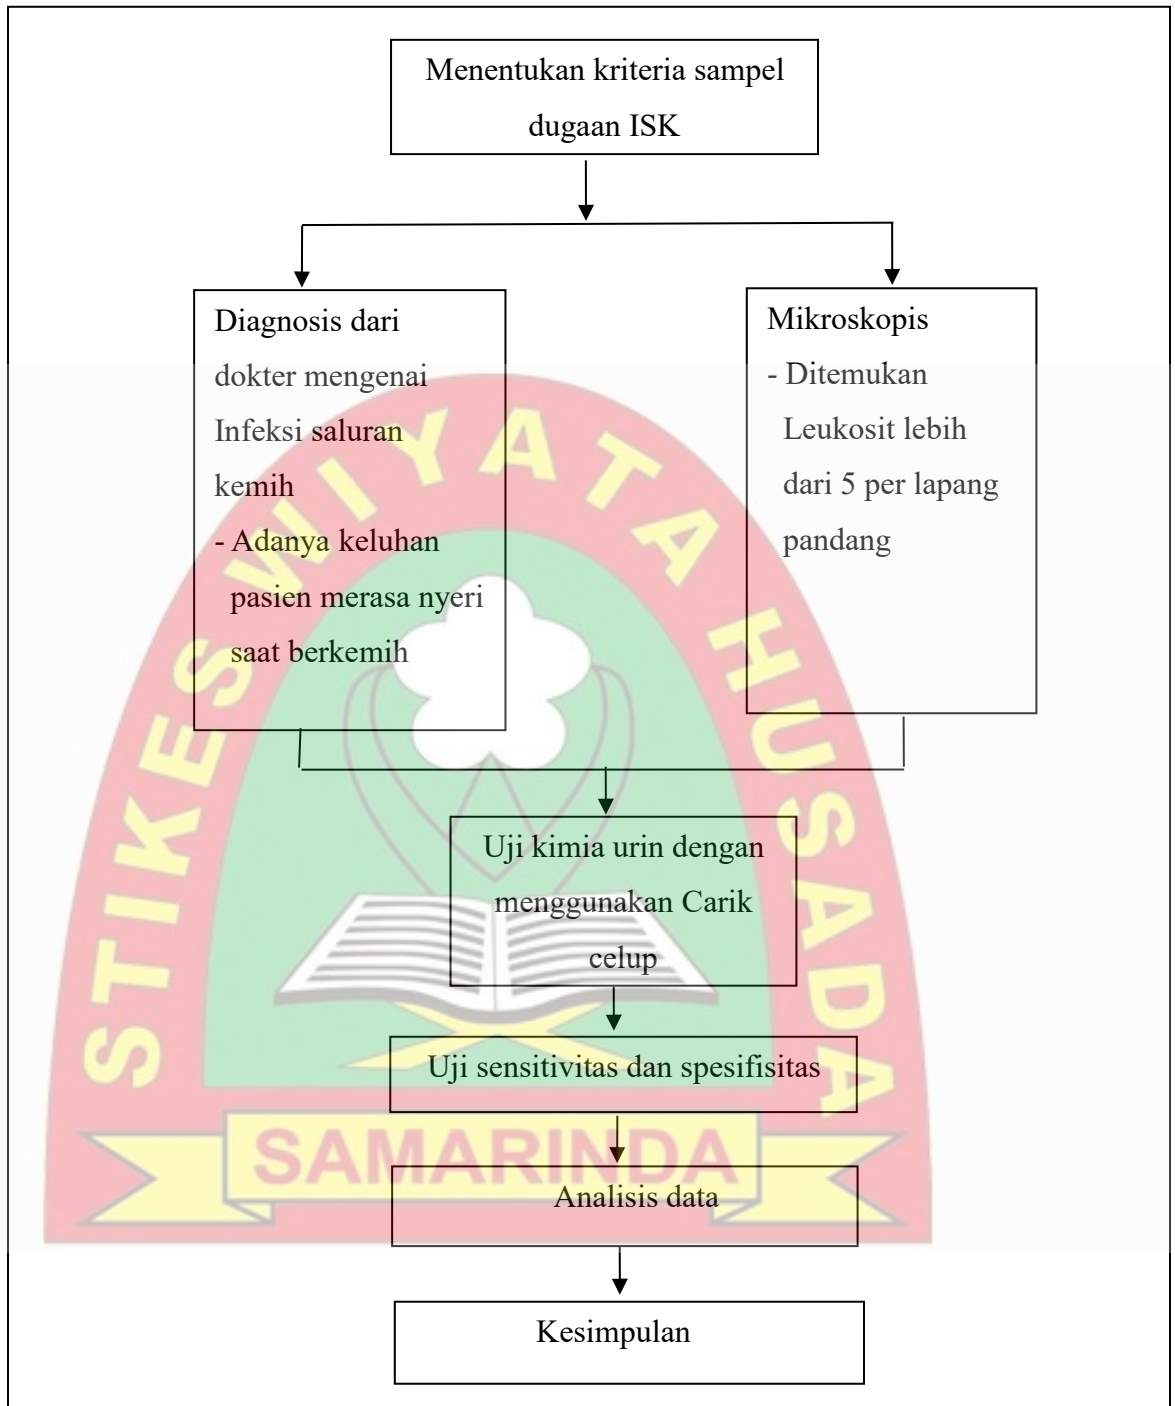 Menentukan kriteria sampel
dugaan ISK
Diagnosis dari
dokter mengenai
Infeksi saluran
kemih
- Adanya keluhan
pasien merasa nyeri
saat berkemih
Mikroskopis
- Ditemukan
Leukosit lebih
dari 5 per lapang
pandang
Uji kimia urin dengan
menggunakan Carik
celup
Uji sensitivitas dan spesifisitas
Analisis data
Kesimpulan
STIKES WIYATA HUSADA
SAMARINDA